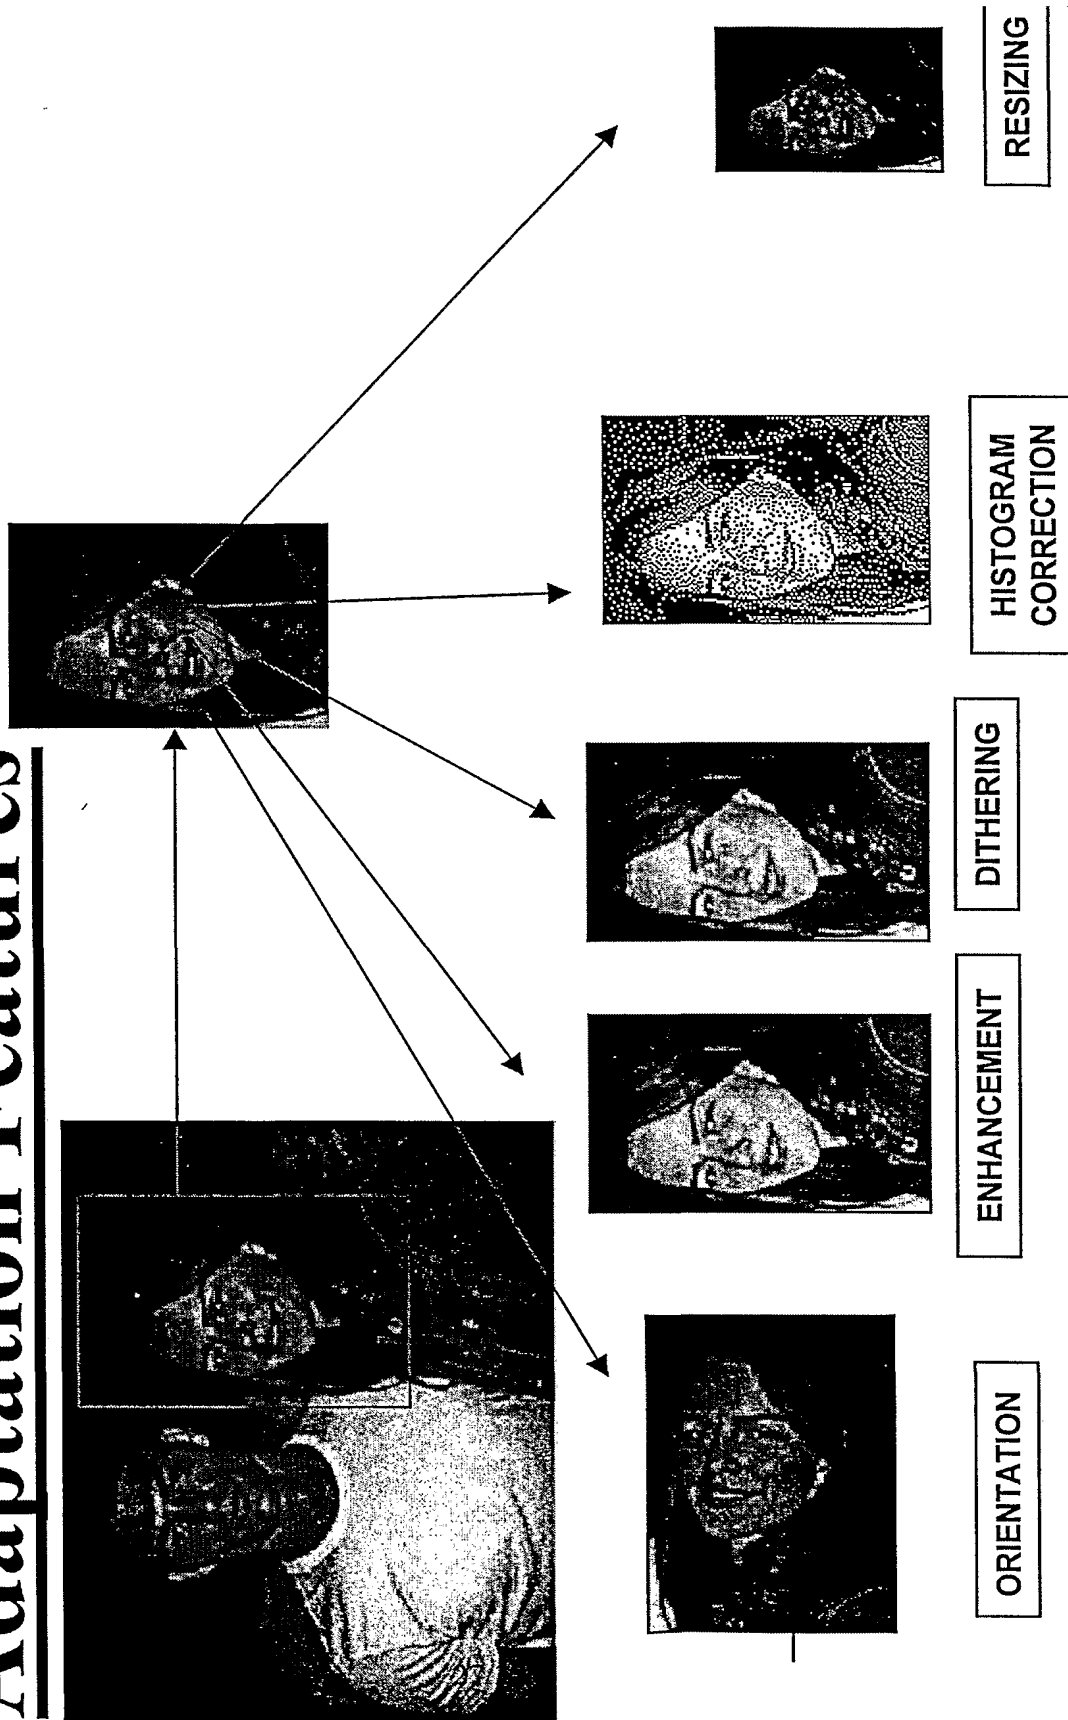 Adaptation Features
ORIENTATION
ENHANCEMENT
DITHERING
HISTOGRAM
CORRECTION
RESIZING